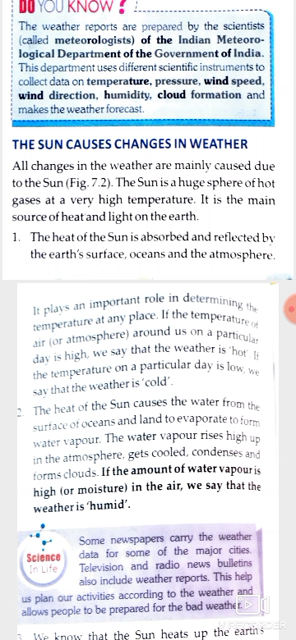 DO YOU KNOW ?
The weather reports are prepared by the scientists
(called meteorologists) of the Indian Meteoro-
logical Department of the Government of India.
This department uses different scientific instruments to
collect data on temperature, pressure, wind speed,
wind direction, humidity, cloud formation and
makes the weather forecast.
THE SUN CAUSES CHANGES IN WEATHER
All changes in the weather are mainly caused due
to the Sun (Fig. 7.2). The Sun is a huge sphere of hot
gases at a very high temperature. It is the main
source of heat and light on the earth.
1. The heat of the Sun is absorbed and reflected by
the earth's surface, oceans and the atmosphere.
It plays an important role in determining the
temperature at any place. If the temperature of
air (or atmosphere) around us on a particular
day is high, we say that the weather is 'hot'. If
the temperature on a particular day is low, we
say that the weather is 'cold'.
2. The heat of the Sun causes the water from the
surface of oceans and land to evaporate to form
water vapour. The water vapour rises high up
in the atmosphere, gets cooled, condenses and
forms clouds. If the amount of water vapour is
high (or moisture) in the air, we say that the
weather is 'humid'.
Science
In Life
Some newspapers carry the weather
data for some of the major cities.
Television and radio news bulletins
also include weather reports. This help
us plan our activities according to the weather and
allows people to be prepared for the bad weather.
3. We know that the Sun heats up the earth's